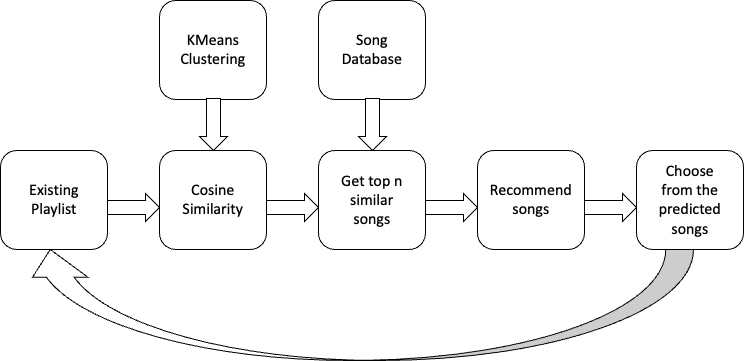 KMeans
Clustering
Song
Database
Existing
Playlist
Cosine
Similarity
Get top n
similar
songs
Recommend
songs
Choose
from the
predicted
songs